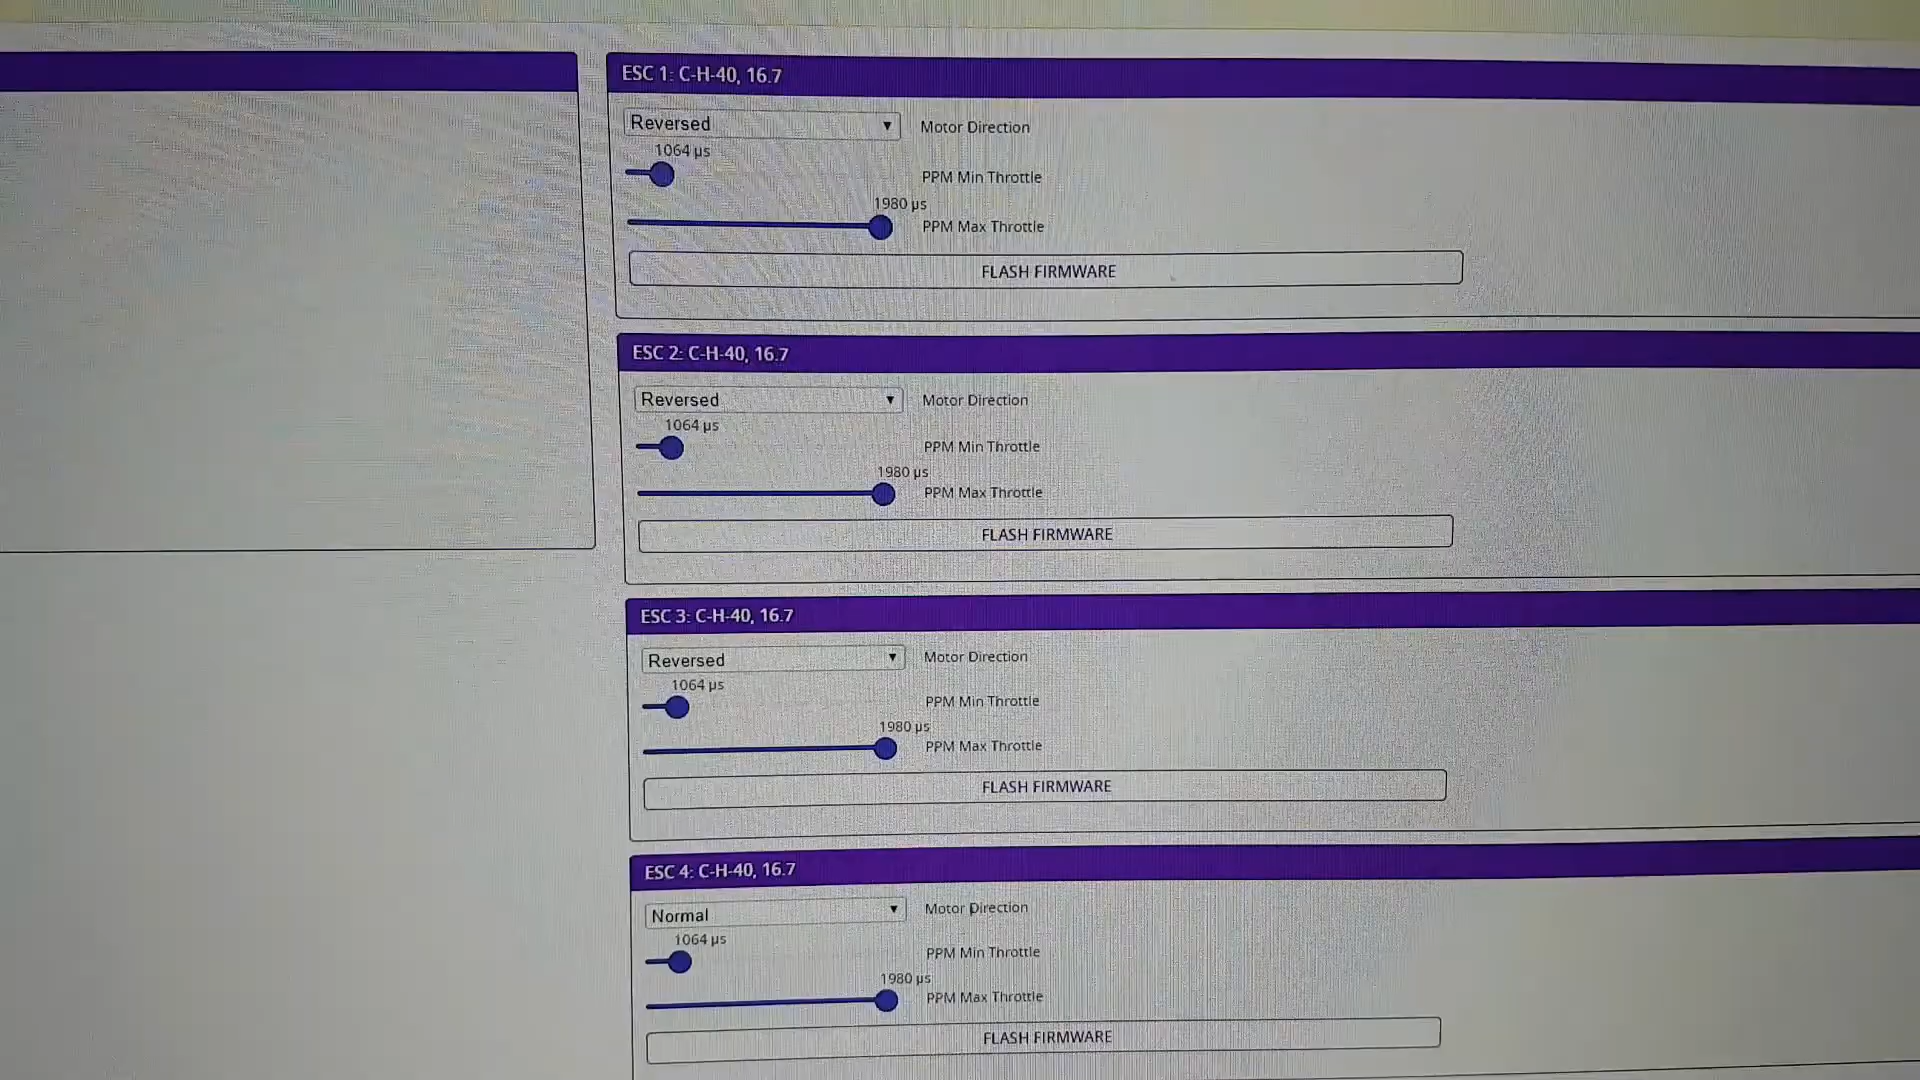 ESC 1: C-H-40, 16.7
Reversed
Motor Direction
1064 µs
PPM Min Throttle
1980 µs
PPM Max Throttle
FLASH FIRMWARE
ESC 2: C-H-40, 16.7
Reversed
Motor Direction
1064 µs
PPM Min Throttle
1980 µs
PPM Max Throttle
FLASH FIRMWARE
ESC 3: C-H-40, 16.7
Reversed
Motor Direction
1064 µs
PPM Min Throttle
1980 µs
PPM Max Throttle
FLASH FIRMWARE
ESC 4: C-H-40, 16.7
Normal
Motor Direction
1064 µs
PPM Min Throttle
1980 µs
PPM Max Throttle
FLASH FIRMWARE